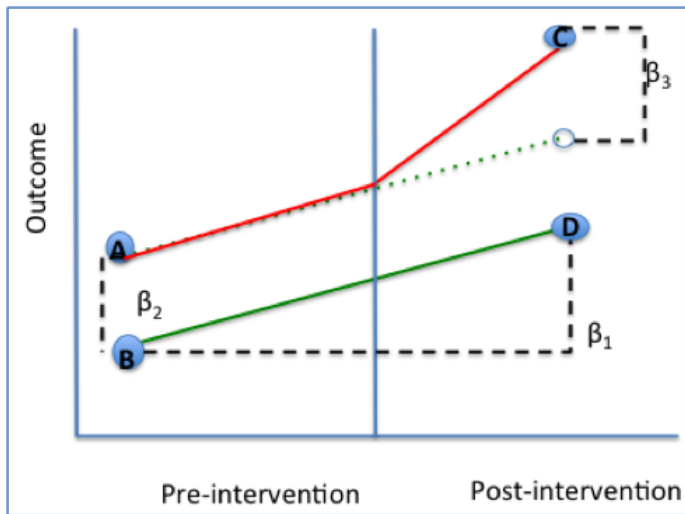 C
β3
Outcome
A
D
β2
β1
B
Pre-intervention
Post-intervention